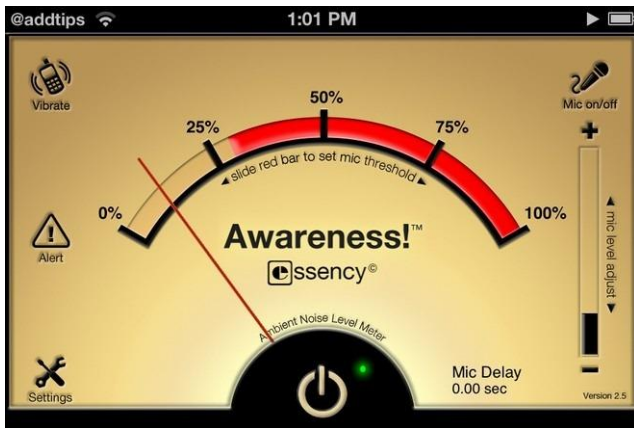 @addtips 1:01 PM
Vibrate
Mic on/off
0%
25%
50%
75%
100%
◄ slide red bar to set mic threshold ►
+
◄ mic level adjust ►
−
Alert
Awareness!™
essency©
Ambient Noise Level Meter
Settings
Mic Delay
0.00 sec
Version 2.5